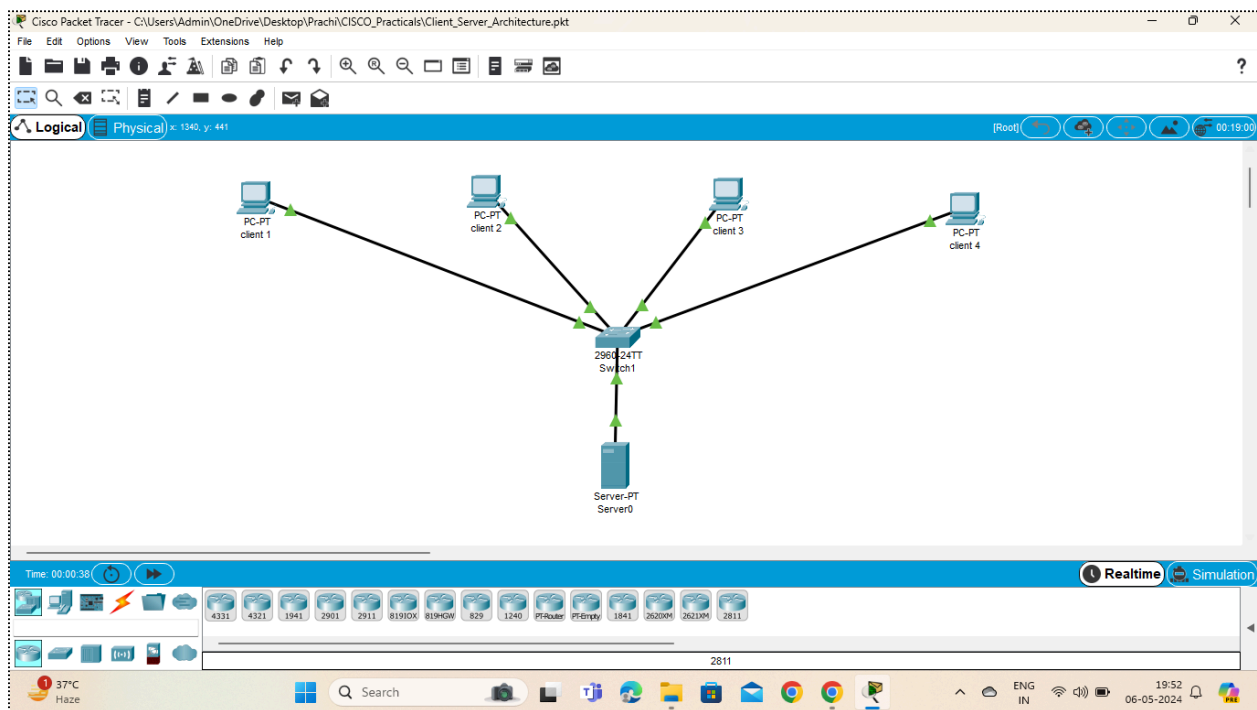 Cisco Packet Tracer - C:\Users\Admin\OneDrive\Desktop\Prachi\CISCO_Practicals\Client_Server_Architecture.pkt
File Edit Options View Tools Extensions Help
?
Logical Physical x: 1340, y: 441 [Root] 00:19:00
PC-PT
client 1
PC-PT
client 2
PC-PT
client 3
PC-PT
client 4
2960-24TT
Switch1
Server-PT
Server0
Time: 00:00:38 Realtime Simulation
4331 4321 1941 2901 2911 819IOX 819HGW 829 1240 PT-Router PT-Empty 1841 2620XM 2621XM 2811
2811
1 37°C
Haze
Search
ENG
IN
19:52
06-05-2024
PRE